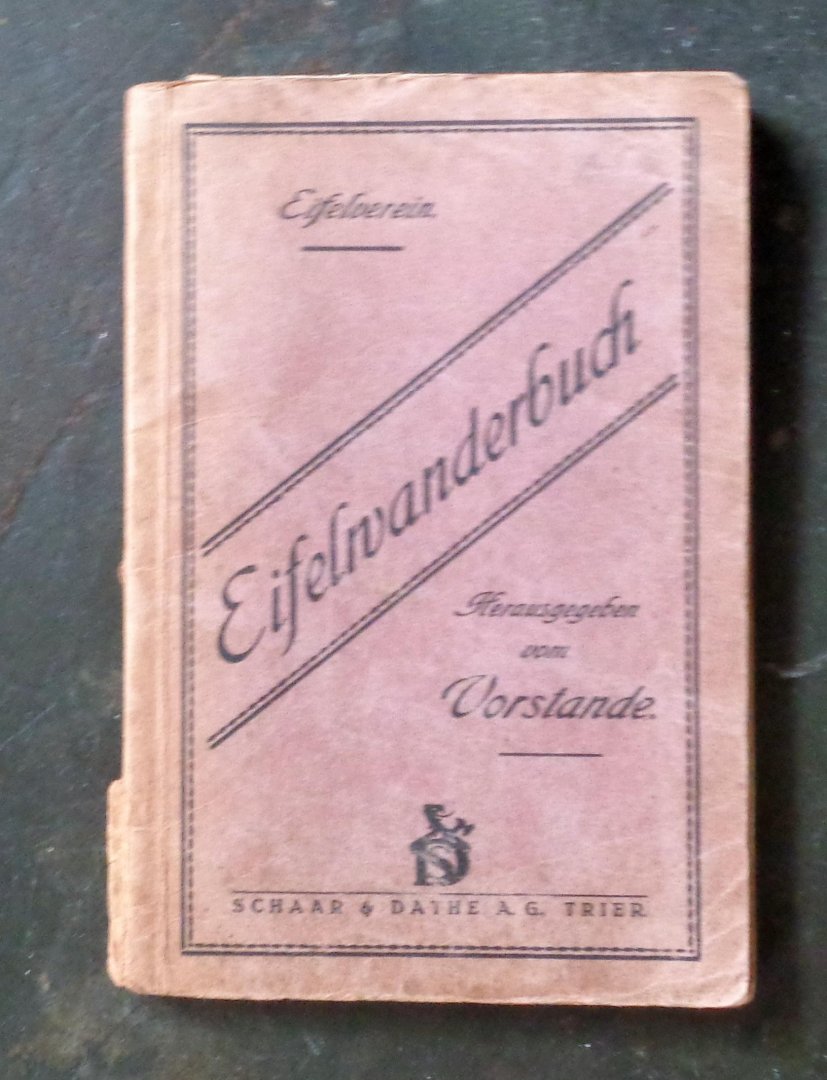 Eifelverein.
Eifelwanderbuch
Herausgegeben
vom
Vorstande.
SCHAAR & DATHE A. G. TRIER